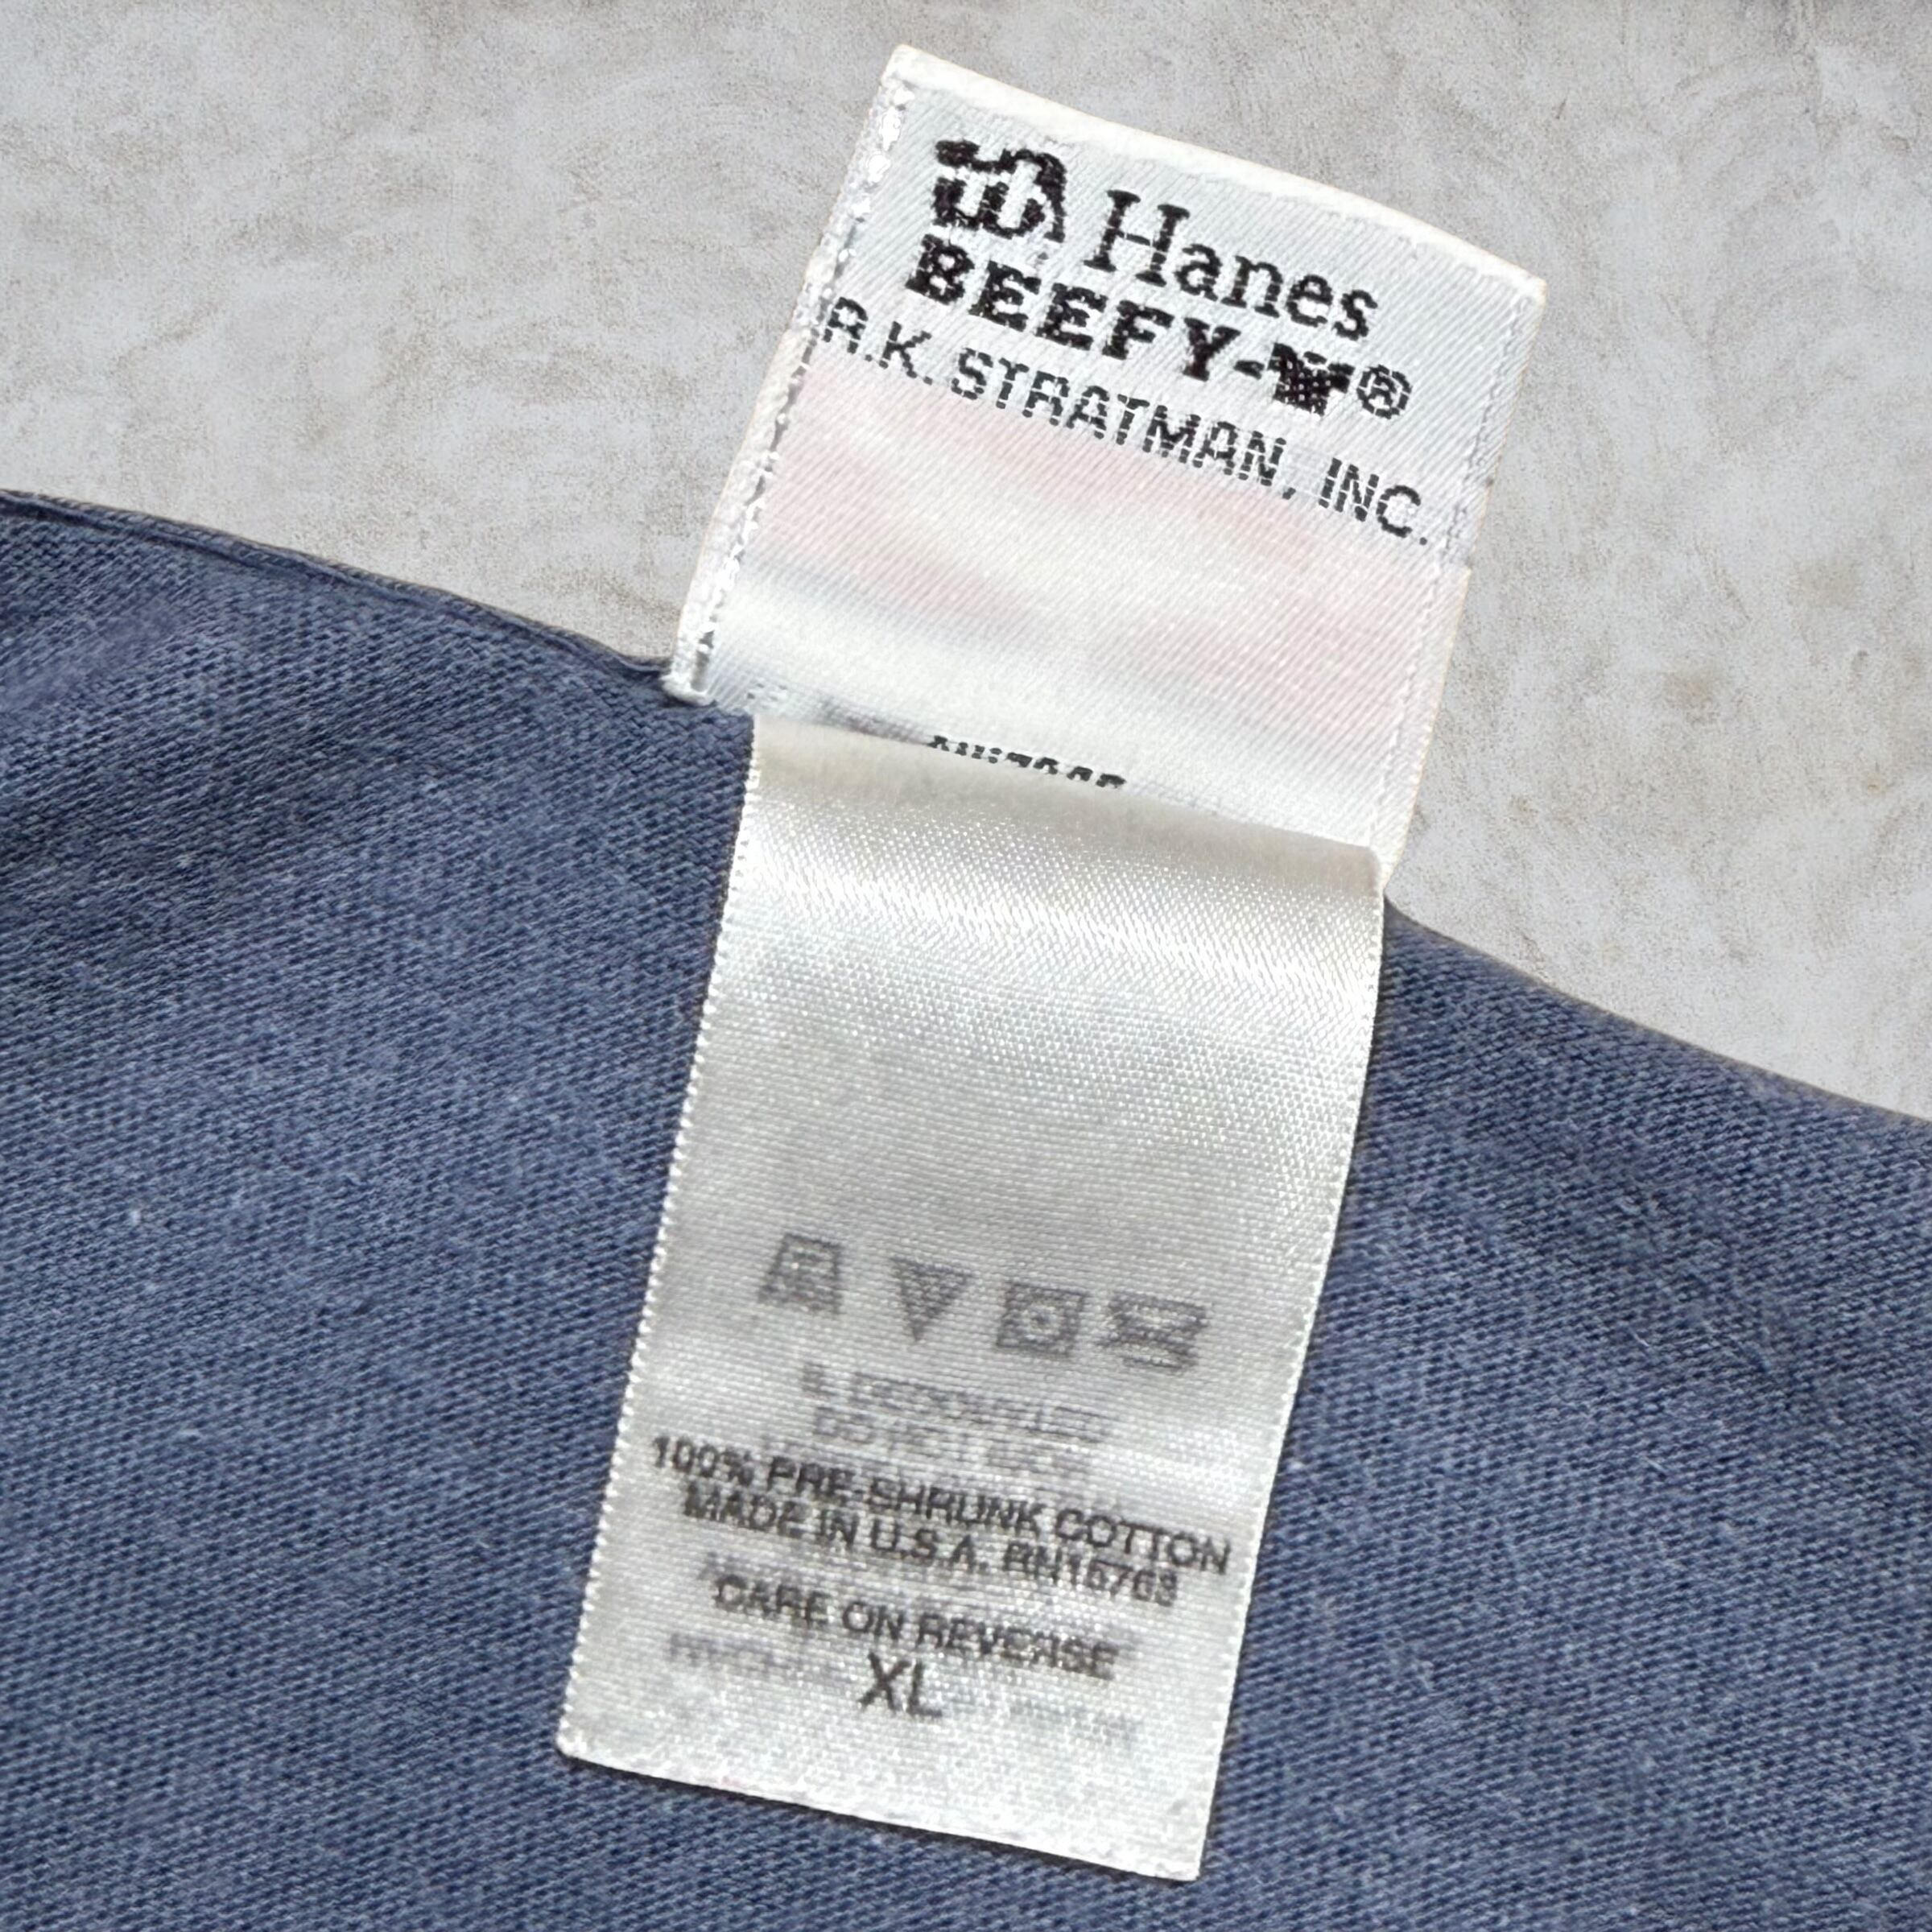 Hanes
BEEFY-®
R.K. STRATMAN, INC.
100% PRE-SHRUNK COTTON
MADE IN U.S.A. RN15763
CARE ON REVERSE
XL